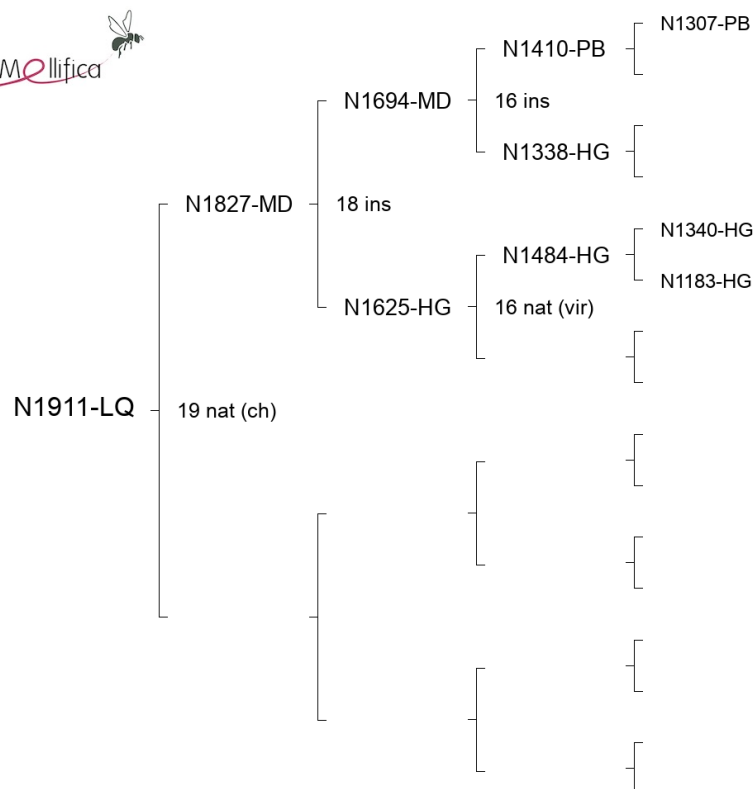 Mellifica
N1307-PB
N1410-PB
N1694-MD
16 ins
N1338-HG
N1827-MD
18 ins
N1340-HG
N1484-HG
N1183-HG
N1625-HG
16 nat (vir)
N1911-LQ
19 nat (ch)